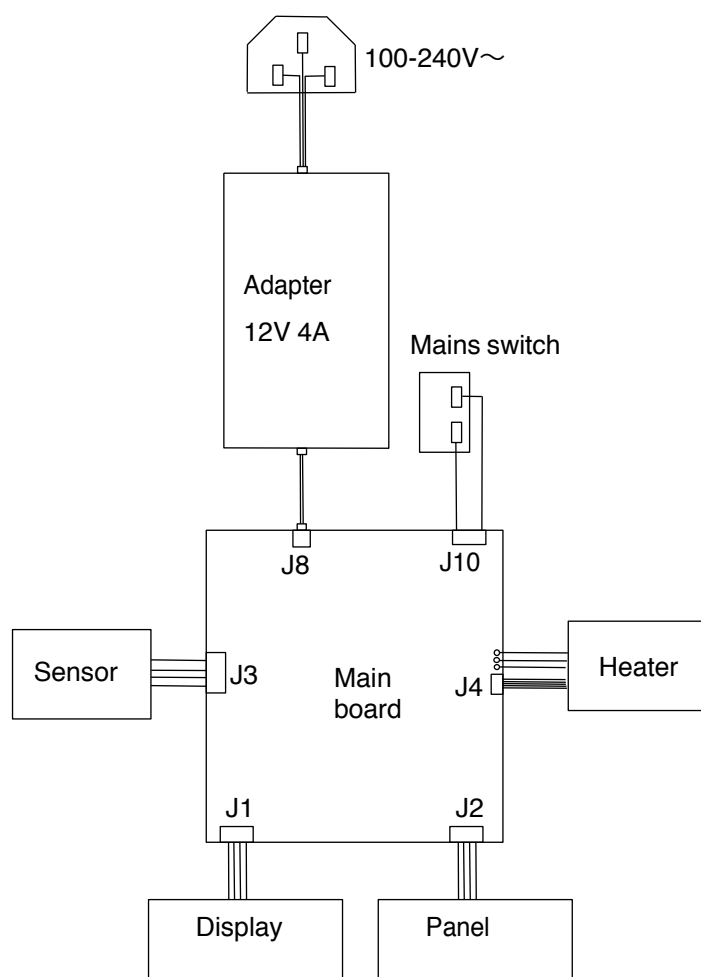 100-240V～
Adapter
12V 4A
Mains switch
J8
J10
Sensor
J3
Main
board
J4
Heater
J1
J2
Display
Panel